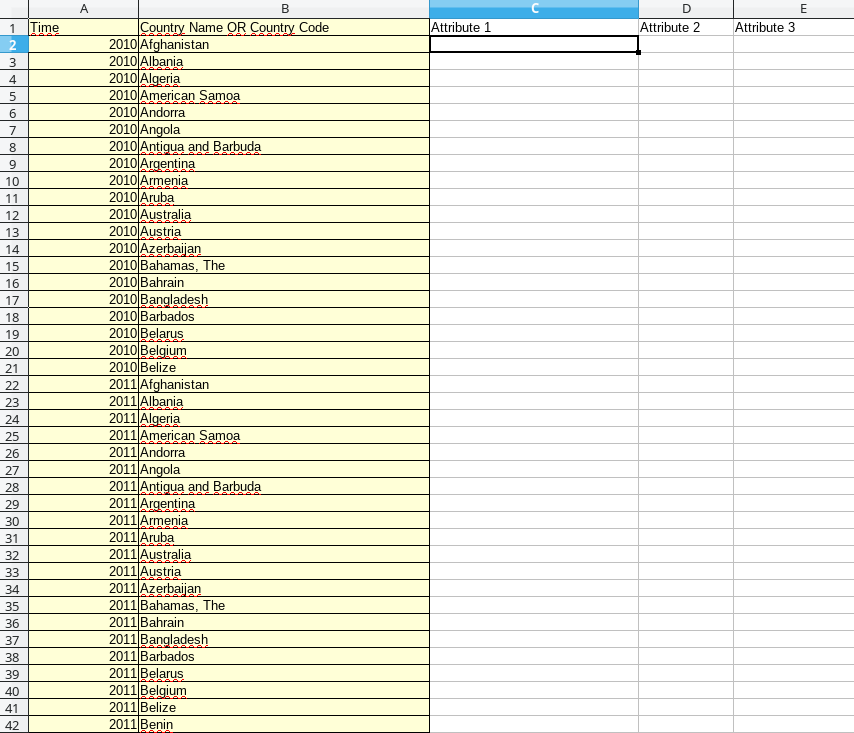 A B C D E
1 Time Country Name OR Country Code Attribute 1 Attribute 2 Attribute 3
2 2010 Afghanistan
3 2010 Albania
4 2010 Algeria
5 2010 American Samoa
6 2010 Andorra
7 2010 Angola
8 2010 Antigua and Barbuda
9 2010 Argentina
10 2010 Armenia
11 2010 Aruba
12 2010 Australia
13 2010 Austria
14 2010 Azerbaijan
15 2010 Bahamas, The
16 2010 Bahrain
17 2010 Bangladesh
18 2010 Barbados
19 2010 Belarus
20 2010 Belgium
21 2010 Belize
22 2011 Afghanistan
23 2011 Albania
24 2011 Algeria
25 2011 American Samoa
26 2011 Andorra
27 2011 Angola
28 2011 Antigua and Barbuda
29 2011 Argentina
30 2011 Armenia
31 2011 Aruba
32 2011 Australia
33 2011 Austria
34 2011 Azerbaijan
35 2011 Bahamas, The
36 2011 Bahrain
37 2011 Bangladesh
38 2011 Barbados
39 2011 Belarus
40 2011 Belgium
41 2011 Belize
42 2011 Benin